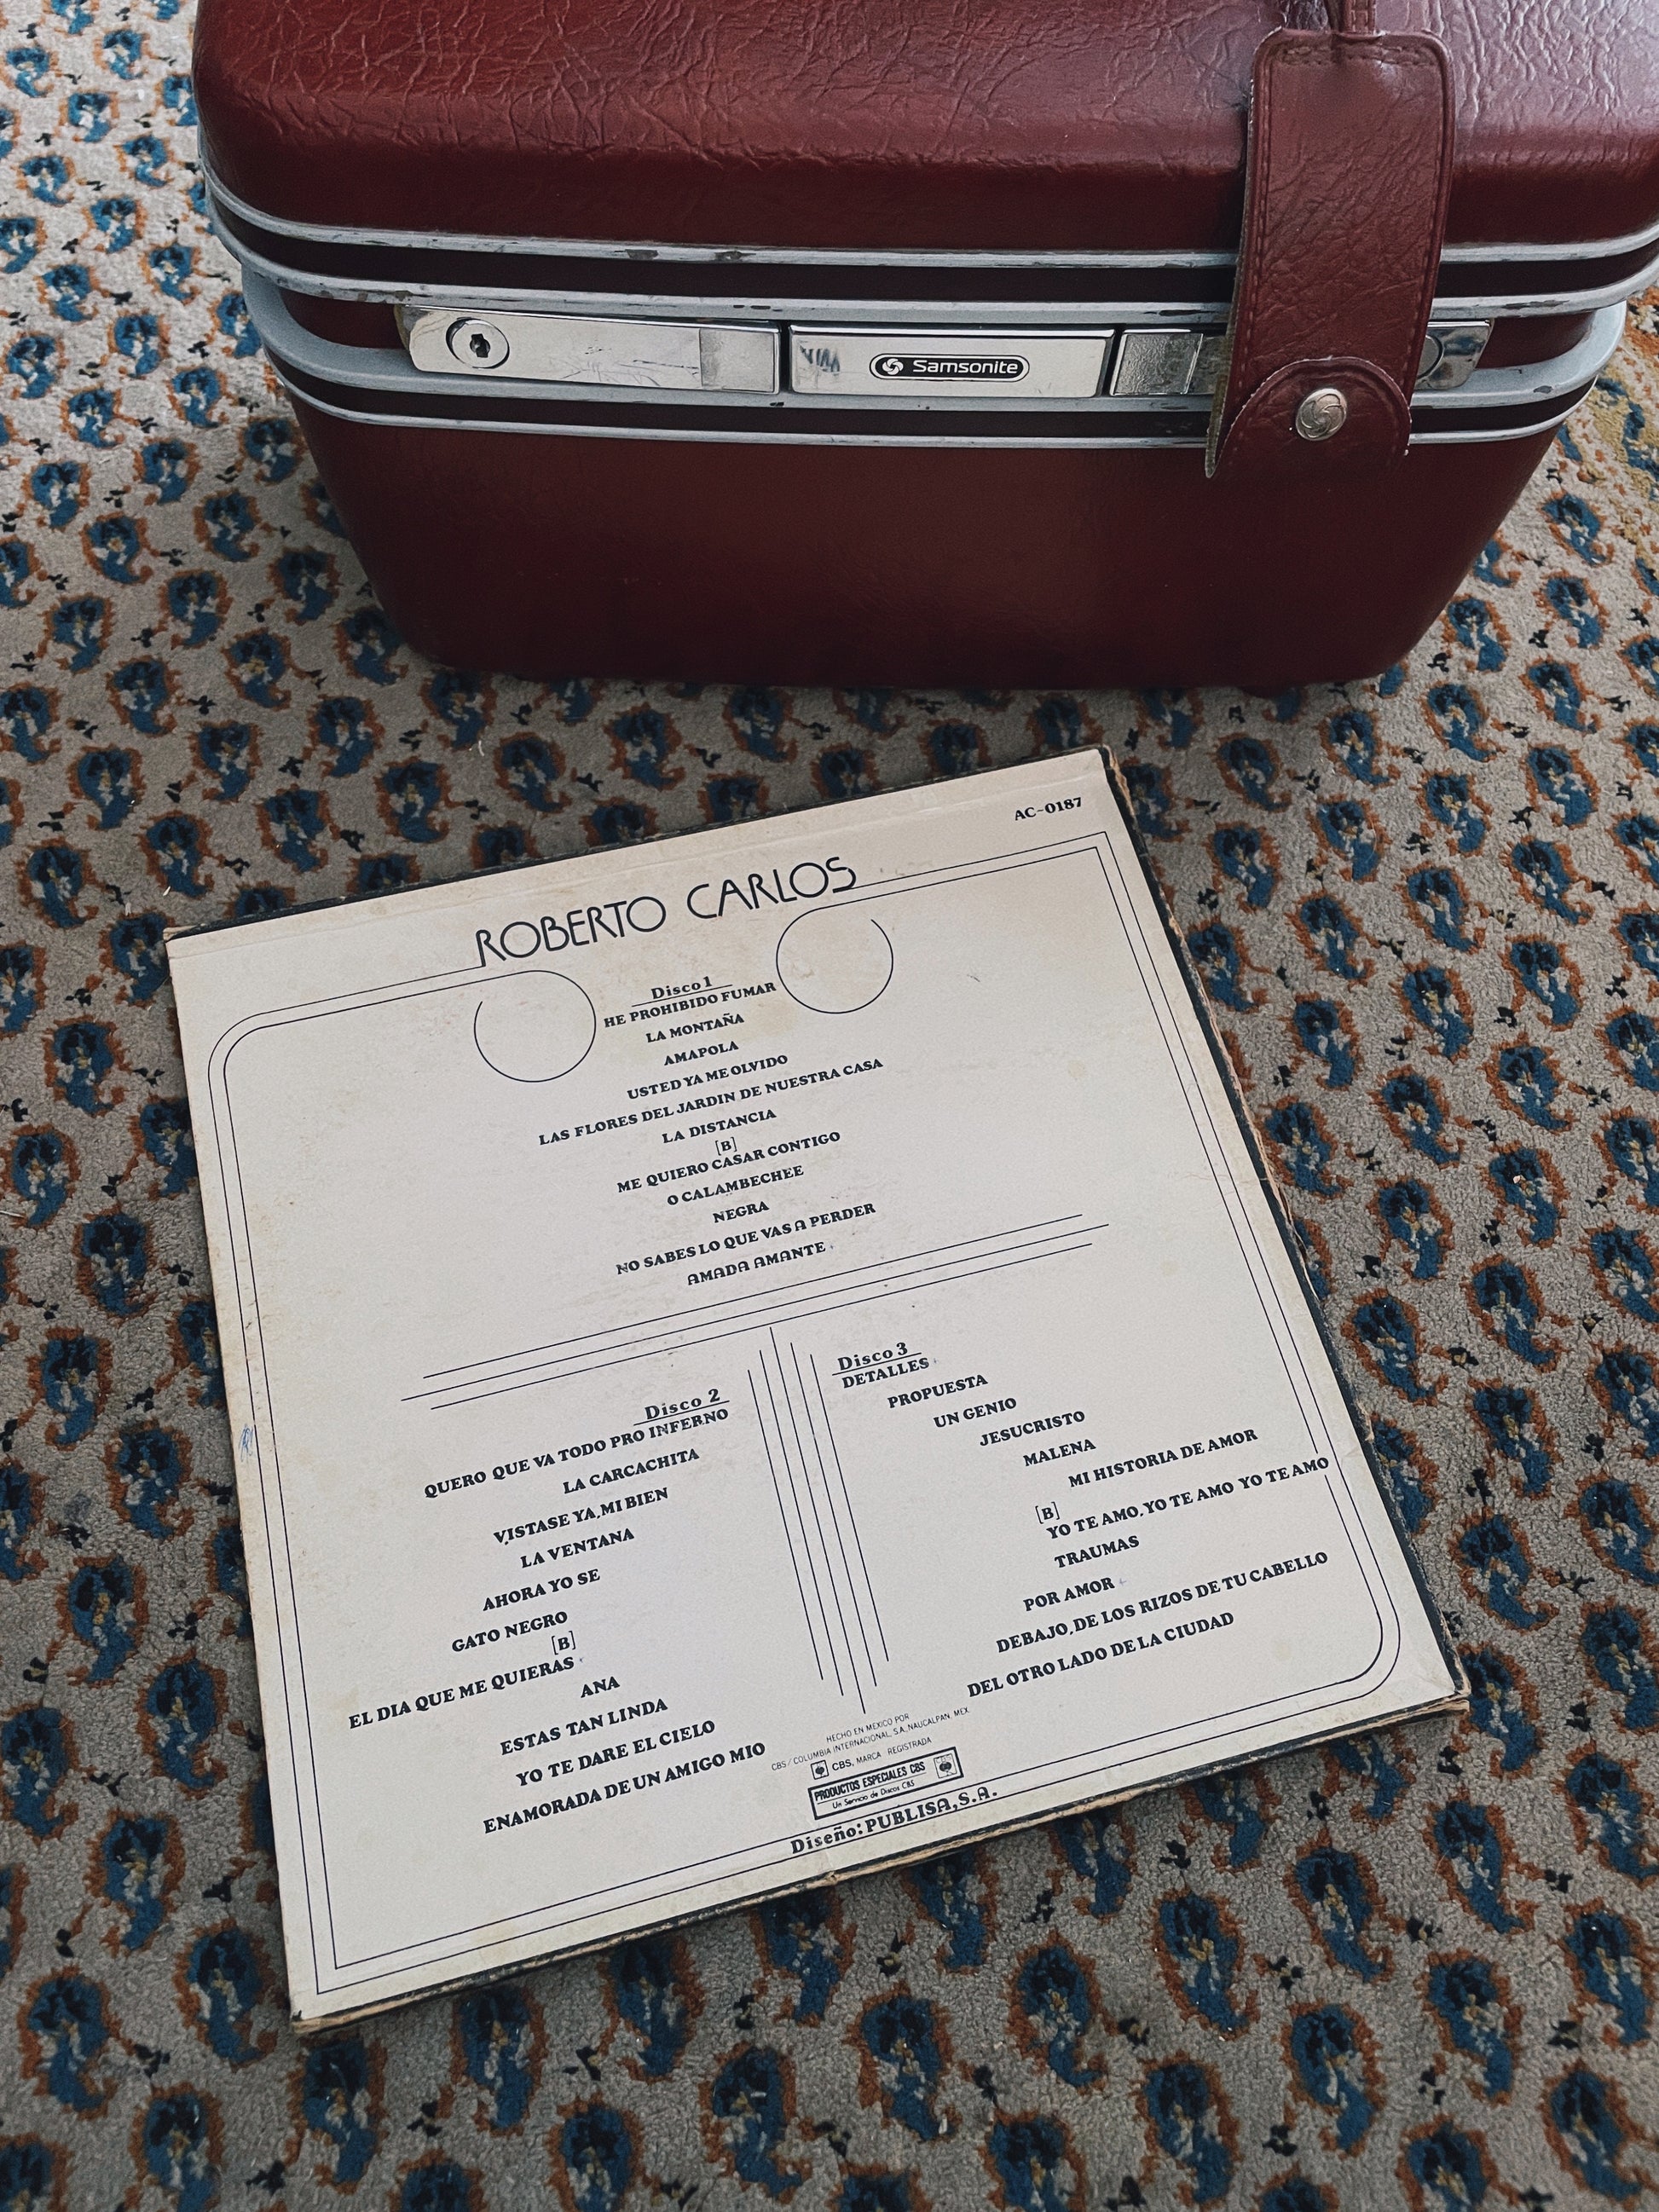 Samsonite
AC-0187
ROBERTO CARLOS
Disco 1
HE PROHIBIDO FUMAR
LA MONTAÑA
AMAPOLA
USTED YA ME OLVIDO
LAS FLORES DEL JARDIN DE NUESTRA CASA
LA DISTANCIA
[B]
ME QUIERO CASAR CONTIGO
O CALAMBECHEE
NEGRA
NO SABES LO QUE VAS A PERDER
AMADA AMANTE
Disco 2
QUERO QUE VA TODO PRO INFERNO
LA CARCACHITA
VISTASE YA, MI BIEN
LA VENTANA
AHORA YO SE
GATO NEGRO
[B]
EL DIA QUE ME QUIERAS
ANA
ESTAS TAN LINDA
YO TE DARE EL CIELO
ENAMORADA DE UN AMIGO MIO
Disco 3
DETALLES
PROPUESTA
UN GENIO
JESUCRISTO
MALENA
MI HISTORIA DE AMOR
[B]
YO TE AMO, YO TE AMO YO TE AMO
TRAUMAS
POR AMOR
DEBAJO, DE LOS RIZOS DE TU CABELLO
DEL OTRO LADO DE LA CIUDAD
HECHO EN MEXICO POR
CBS / COLUMBIA INTERNACIONAL, S.A., NAUCALPAN, MEX.
CBS, MARCA REGISTRADA
PRODUCTOS ESPECIALES CBS
Un Servicio de Discos CBS
Diseño: PUBLISA, S.A.